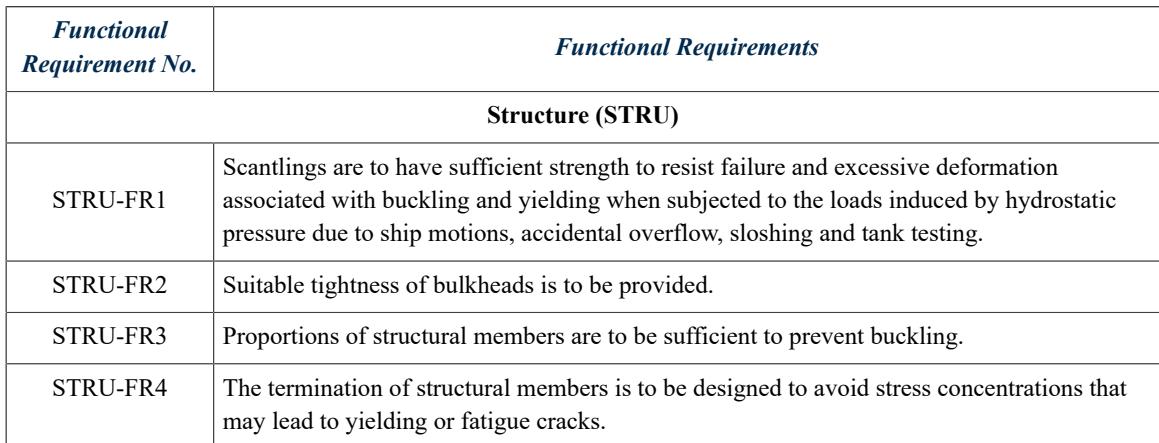 Functional
Requirement No.
Functional Requirements
Structure (STRU)
STRU-FR1
Scantlings are to have sufficient strength to resist failure and excessive deformation
associated with buckling and yielding when subjected to the loads induced by hydrostatic
pressure due to ship motions, accidental overflow, sloshing and tank testing.
STRU-FR2
Suitable tightness of bulkheads is to be provided.
STRU-FR3
Proportions of structural members are to be sufficient to prevent buckling.
STRU-FR4
The termination of structural members is to be designed to avoid stress concentrations that
may lead to yielding or fatigue cracks.